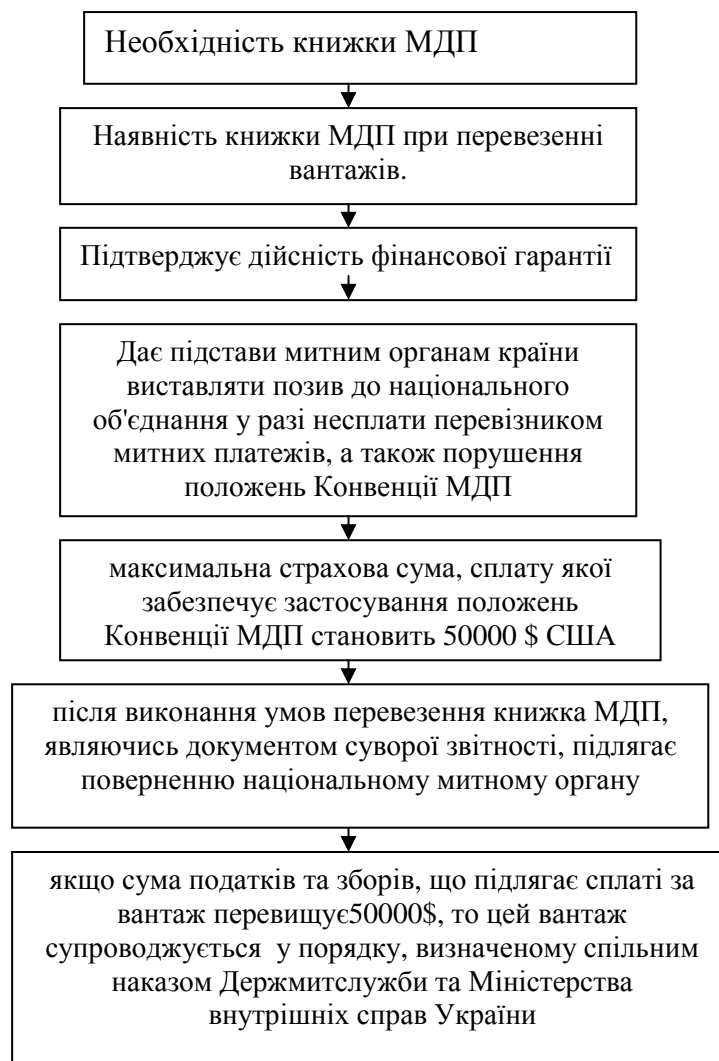 Необхідність книжки МДП
Наявність книжки МДП при перевезенні
вантажів.
Підтверджує дійсність фінансової гарантії
Дає підстави митним органам країни
виставляти позив до національного
об'єднання у разі несплати перевізником
митних платежів, а також порушення
положень Конвенції МДП
максимальна страхова сума, сплату якої
забезпечує застосування положень
Конвенції МДП становить 50000 $ США
після виконання умов перевезення книжка МДП,
являючись документом суворої звітності, підлягає
поверненню національному митному органу
якщо сума податків та зборів, що підлягає сплаті за
вантаж перевищує50000$, то цей вантаж
супроводжується у порядку, визначеному спільним
наказом Держмитслужби та Міністерства
внутрішніх справ України